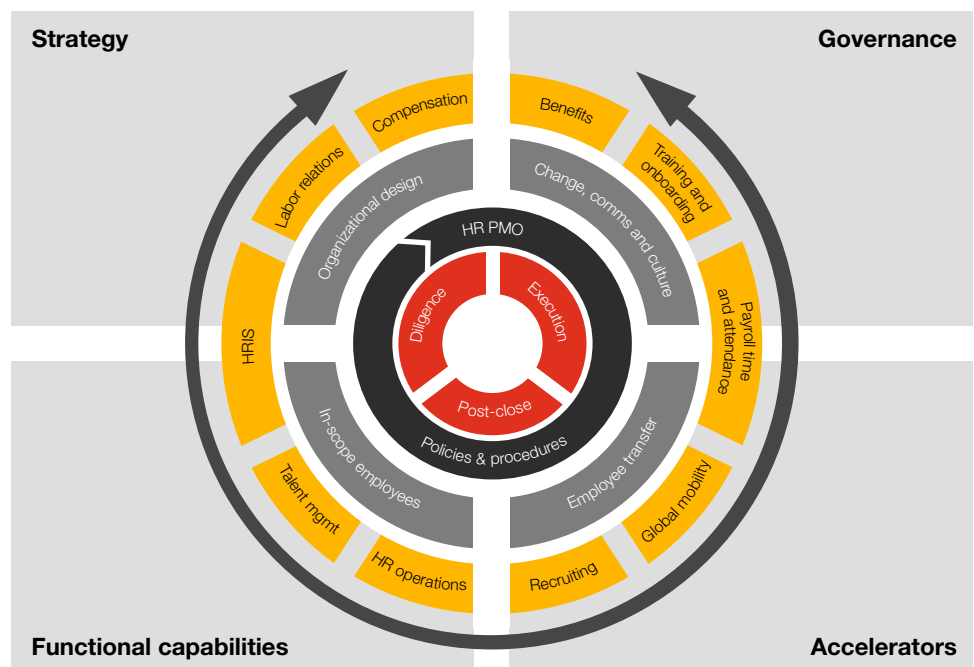 Strategy
Governance
Compensation
Benefits
Labor relations
Training and
onboarding
Organizational design
Change, comms and culture
HR PMO
Diligence
Execution
HRIS
Payroll time
and attendance
Post-close
Policies & procedures
In-scope employees
Employee transfer
Talent mgmt
Global mobility
HR operations
Recruiting
Functional capabilities
Accelerators